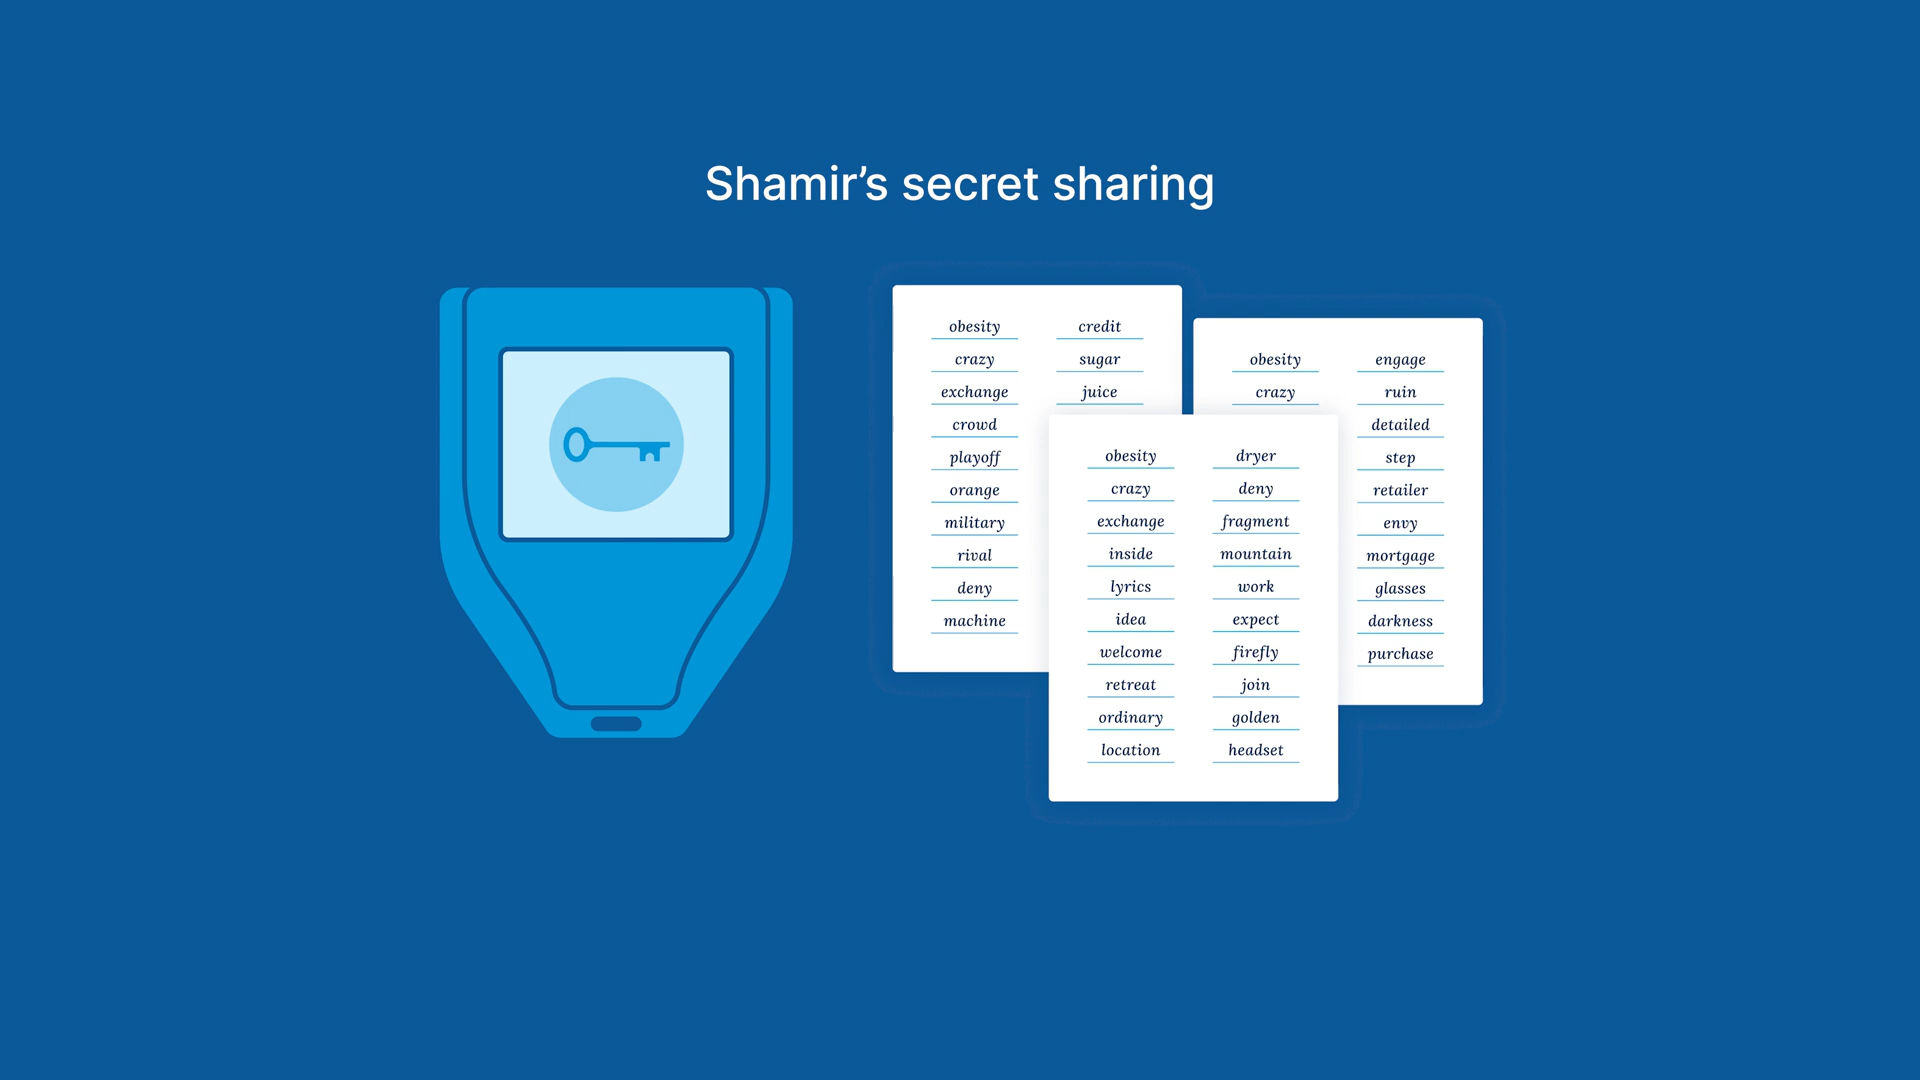 Shamir’s secret sharing
obesity
crazy
exchange
crowd
playoff
orange
military
rival
deny
machine
credit
sugar
juice
obesity
crazy
exchange
inside
lyrics
idea
welcome
retreat
ordinary
location
dryer
deny
fragment
mountain
work
expect
firefly
join
golden
headset
obesity
crazy
engage
ruin
detailed
step
retailer
envy
mortgage
glasses
darkness
purchase